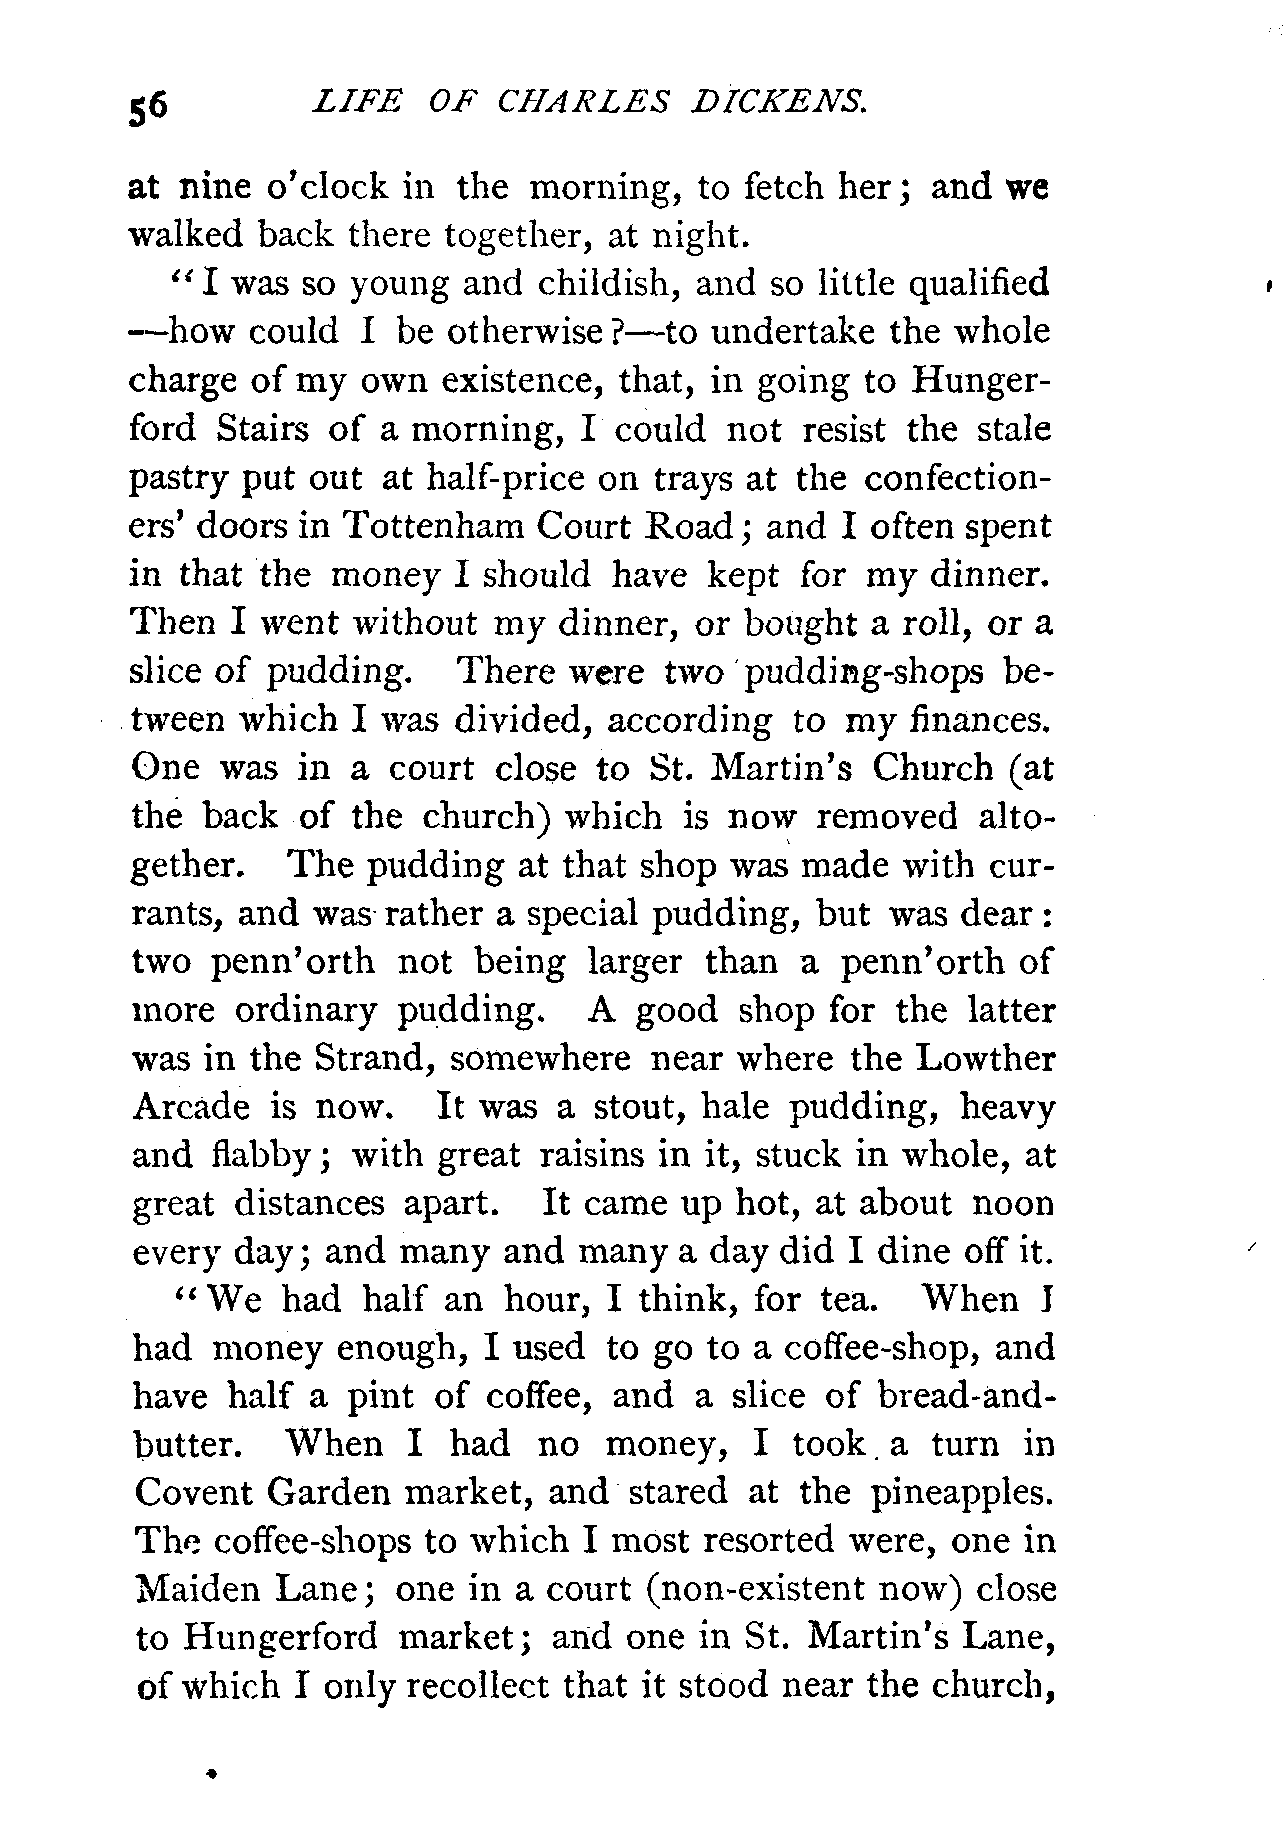 56 LIFE OF CHARLES DICKENS.
at nine o'clock in the morning, to fetch her; and we
walked back there together, at night.
"I was so young and childish, and so little qualified
—how could I be otherwise?—to undertake the whole
charge of my own existence, that, in going to Hunger-
ford Stairs of a morning, I could not resist the stale
pastry put out at half-price on trays at the confection-
ers' doors in Tottenham Court Road; and I often spent
in that the money I should have kept for my dinner.
Then I went without my dinner, or bought a roll, or a
slice of pudding. There were two pudding-shops be-
tween which I was divided, according to my finances.
One was in a court close to St. Martin's Church (at
the back of the church) which is now removed alto-
gether. The pudding at that shop was made with cur-
rants, and was rather a special pudding, but was dear:
two penn'orth not being larger than a penn'orth of
more ordinary pudding. A good shop for the latter
was in the Strand, somewhere near where the Lowther
Arcade is now. It was a stout, hale pudding, heavy
and flabby; with great raisins in it, stuck in whole, at
great distances apart. It came up hot, at about noon
every day; and many and many a day did I dine off it.
"We had half an hour, I think, for tea. When I
had money enough, I used to go to a coffee-shop, and
have half a pint of coffee, and a slice of bread-and-
butter. When I had no money, I took a turn in
Covent Garden market, and stared at the pineapples.
The coffee-shops to which I most resorted were, one in
Maiden Lane; one in a court (non-existent now) close
to Hungerford market; and one in St. Martin's Lane,
of which I only recollect that it stood near the church,